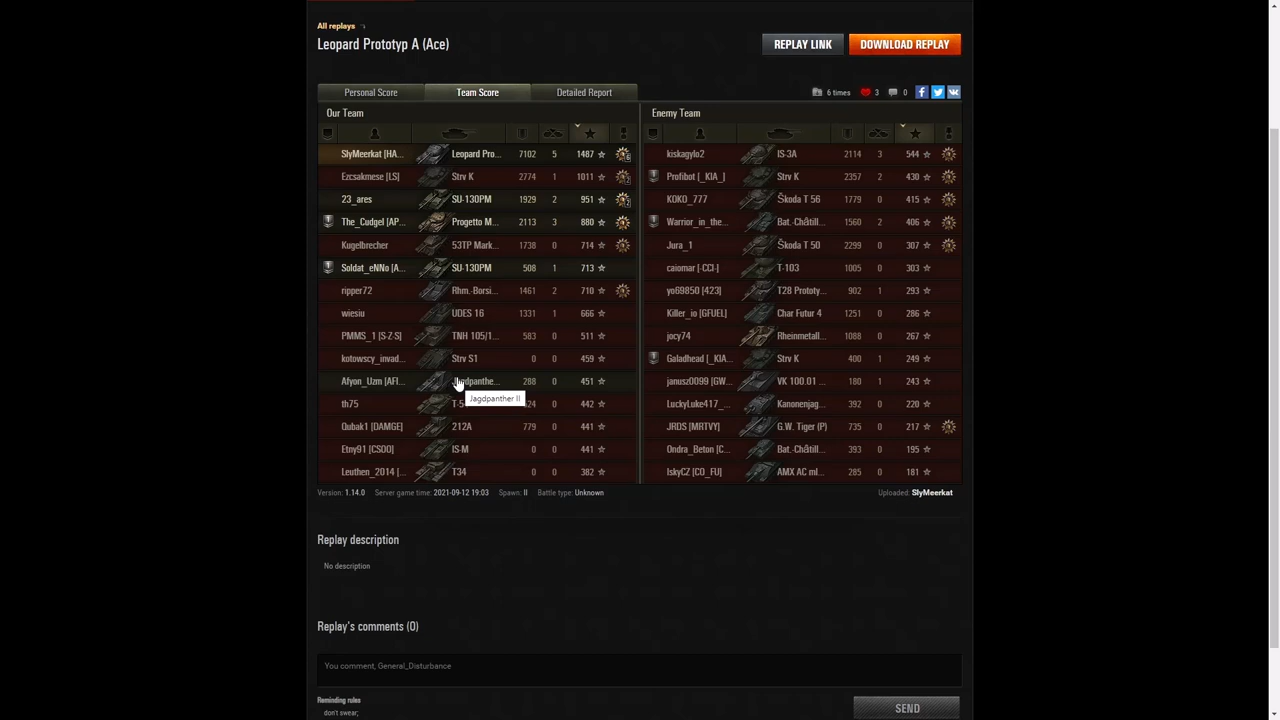 All replays
Leopard Prototyp A (Ace)
REPLAY LINK
DOWNLOAD REPLAY
Personal Score
Team Score
Detailed Report
6 times
3
0
Our Team
Enemy Team
SlyMeerkat [HA... Leopard Pro... 7102 5 1487
Ezcsakmese [LS] Strv K 2774 1 1011
23_ares SU-130PM 1929 2 951
The_Cudgel [AP... Progetto M... 2113 3 880
Kugelbrecher 53TP Mark... 1738 0 714
Soldat_eNNo [A... SU-130PM 508 1 713
ripper72 Rhm.-Borsi... 1461 2 710
wiesiu UDES 16 1331 1 666
PMMS_1 [S-Z-S] TNH 105/1... 583 0 511
kotowscy_invad... Strv S1 0 0 459
Afyon_Uzm [AFI... Jagdpanthe... 288 0 451
Jagdpanther II
th75 0 442
Qubak1 [DAMGE] 212A 779 0 441
Etny91 [CSOO] IS-M 0 0 441
Leuthen_2014 [... T34 0 0 382
kiskagylo2 IS-3A 2114 3 544
Profibot [_KIA_] Strv K 2357 2 430
KOKO_777 Škoda T 56 1779 0 415
Warrior_in_the... Bat.-Châtill... 1560 2 406
Jura_1 Škoda T 50 2299 0 307
caiomar [-CCI-] T-103 1005 0 303
yo69850 [423] T28 Prototy... 902 1 293
Killer_io [GFUEL] Char Futur 4 1251 0 286
jocy74 Rheinmetall... 1088 0 267
Galadhead [_KIA... Strv K 400 1 249
janusz0099 [GW... VK 100.01 ... 180 1 243
LuckyLuke417_... Kanonenjag... 392 0 220
JRDS [MRTVY] G.W. Tiger (P) 735 0 217
Ondra_Beton [C... Bat.-Châtill... 393 0 195
IskyCZ [CO_FU] AMX AC ml... 285 0 181
Version: 1.14.0 Server game time: 2021-09-12 19:03 Spawn: II Battle type: Unknown
Uploaded: SlyMeerkat
Replay description
No description
Replay's comments (0)
You comment, General_Disturbance
Reminding rules
don't swear;
SEND